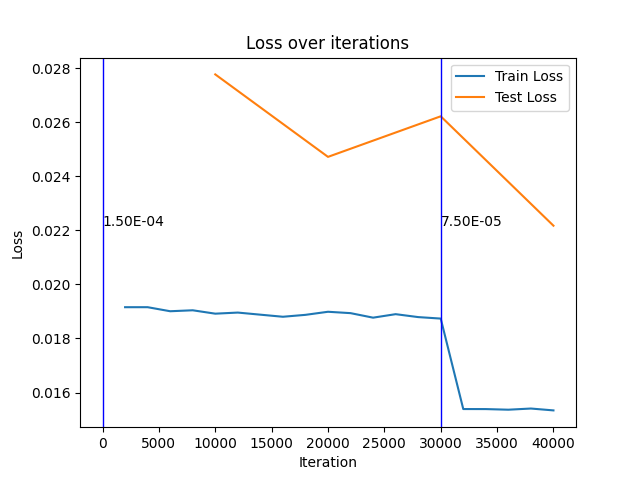 Loss over iterations
0.028
0.026
0.024
0.022
0.020
0.018
0.016
Loss
Train Loss
Test Loss
1.50E-04
7.50E-05
0 5000 10000 15000 20000 25000 30000 35000 40000
Iteration